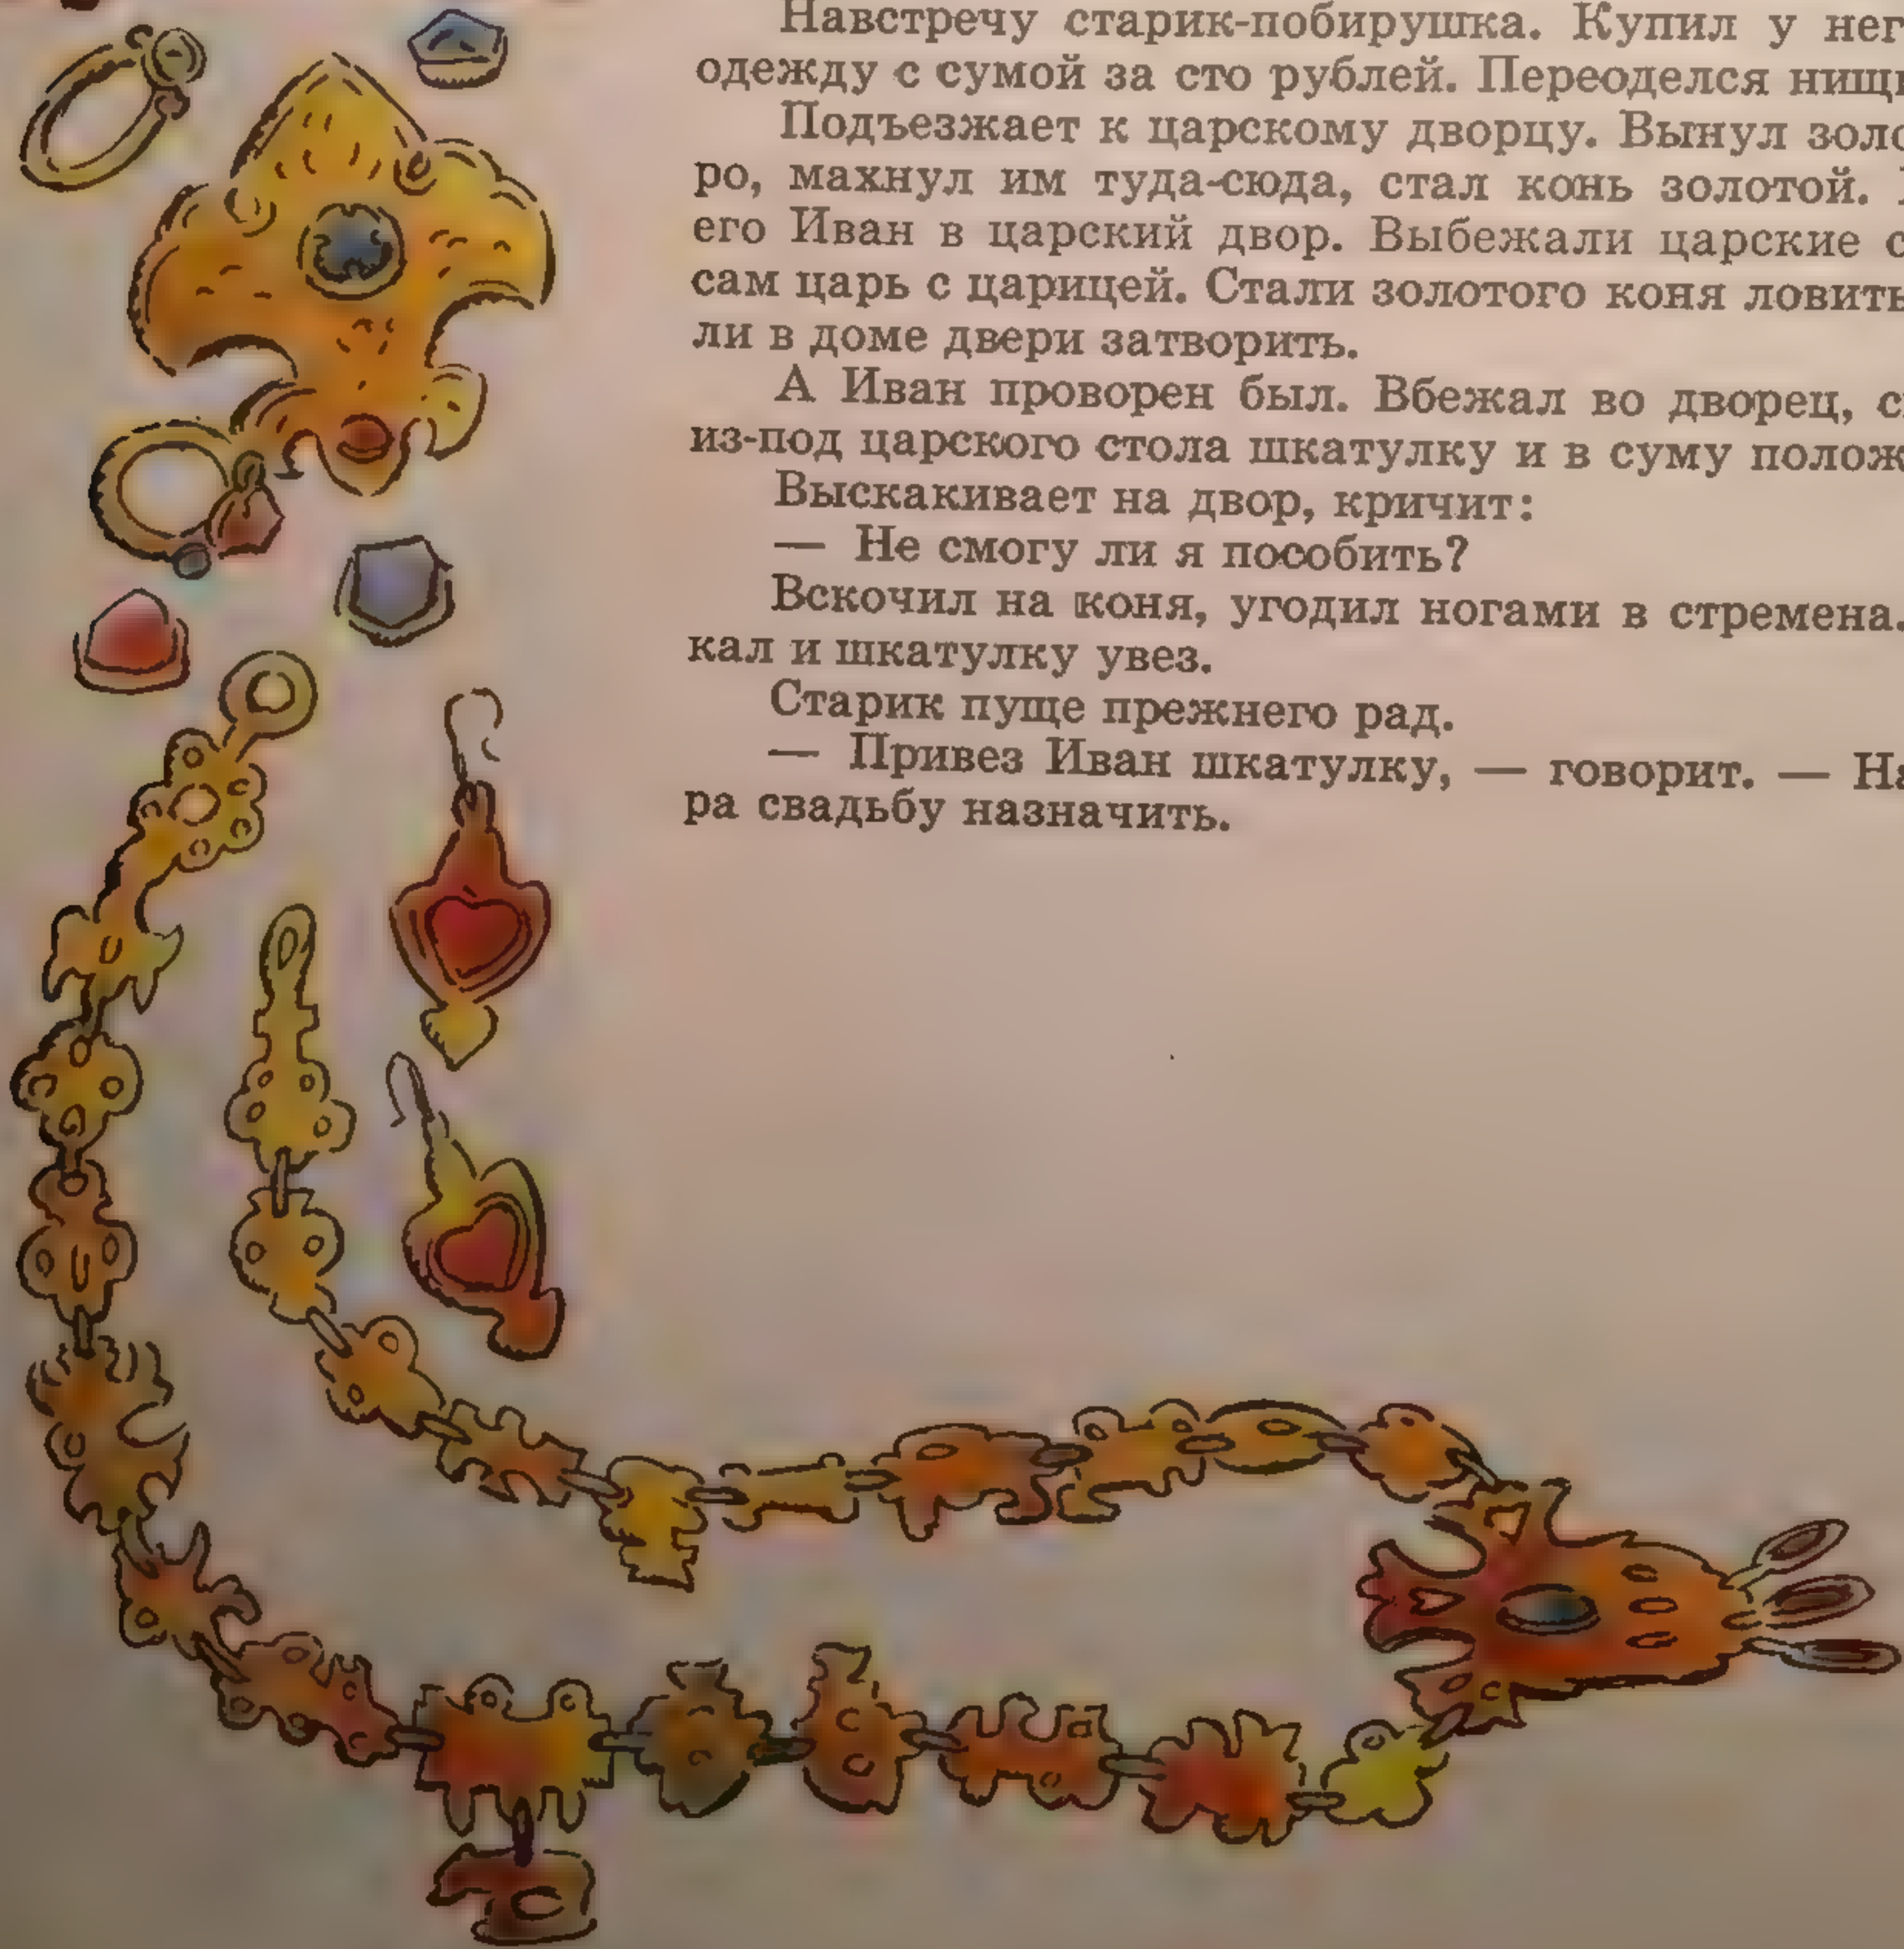 Навстречу старик-побирушка. Купил у нег
одежду с сумой за сто рублей. Переоделся нищ
Подъезжает к царскому дворцу. Вынул золо
ро, махнул им туда-сюда, стал конь золотой.
его Иван в царский двор. Выбежали царские с
сам царь с царицей. Стали золотого коня ловить
ли в доме двери затворить.
А Иван проворен был. Вбежал во дворец, с
из-под царского стола шкатулку и в суму полож
Выскакивает на двор, кричит:
— Не смогу ли я пособить?
Вскочил на коня, угодил ногами в стремена.
кал и шкатулку увез.
Старик пуще прежнего рад.
— Привез Иван шкатулку, — говорит. — На
ра свадьбу назначить.